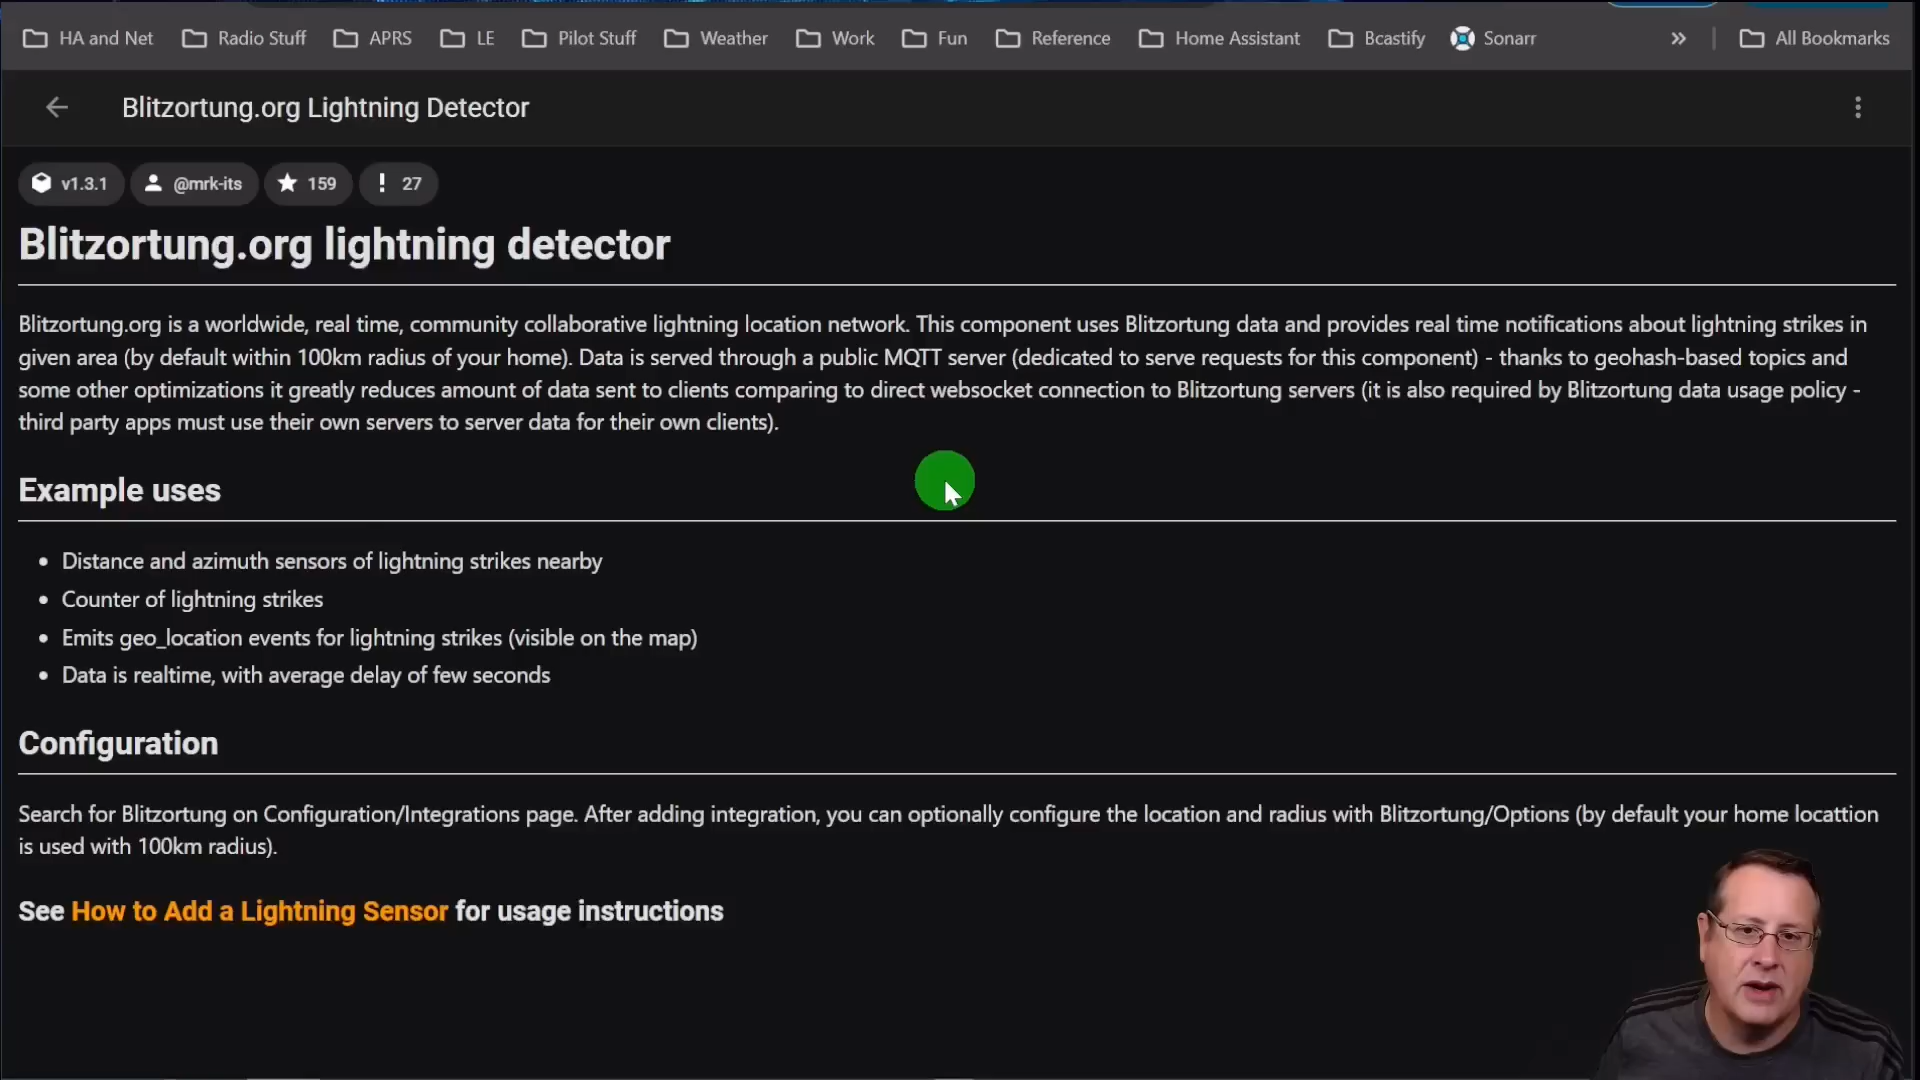 HA and Net Radio Stuff APRS LE Pilot Stuff Weather Work Fun Reference Home Assistant Bcastify Sonarr » All Bookmarks
Blitzortung.org Lightning Detector
v1.3.1 @mrk-its 159 27
Blitzortung.org lightning detector
Blitzortung.org is a worldwide, real time, community collaborative lightning location network. This component uses Blitzortung data and provides real time notifications about lightning strikes in
given area (by default within 100km radius of your home). Data is served through a public MQTT server (dedicated to serve requests for this component) - thanks to geohash-based topics and
some other optimizations it greatly reduces amount of data sent to clients comparing to direct websocket connection to Blitzortung servers (it is also required by Blitzortung data usage policy -
third party apps must use their own servers to server data for their own clients).
Example uses
• Distance and azimuth sensors of lightning strikes nearby
• Counter of lightning strikes
• Emits geo_location events for lightning strikes (visible on the map)
• Data is realtime, with average delay of few seconds
Configuration
Search for Blitzortung on Configuration/Integrations page. After adding integration, you can optionally configure the location and radius with Blitzortung/Options (by default your home locattion
is used with 100km radius).
See How to Add a Lightning Sensor for usage instructions